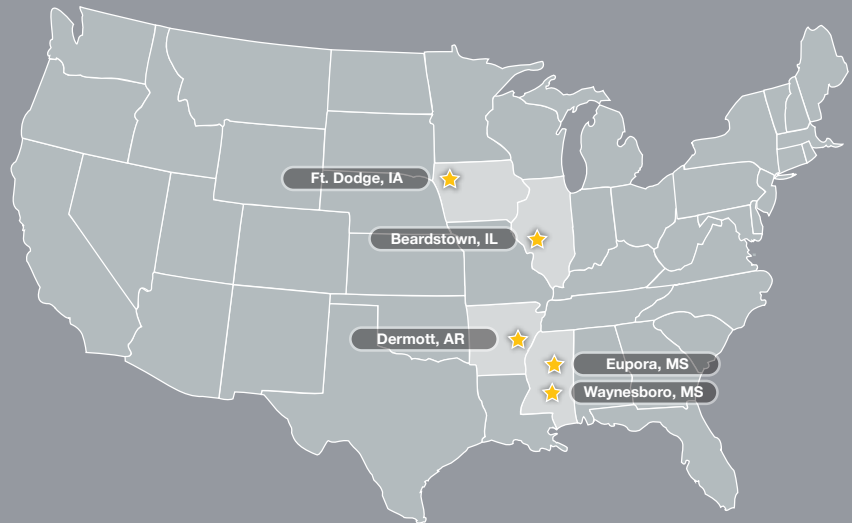 Ft. Dodge, IA
Beardstown, IL
Dermott, AR
Eupora, MS
Waynesboro, MS